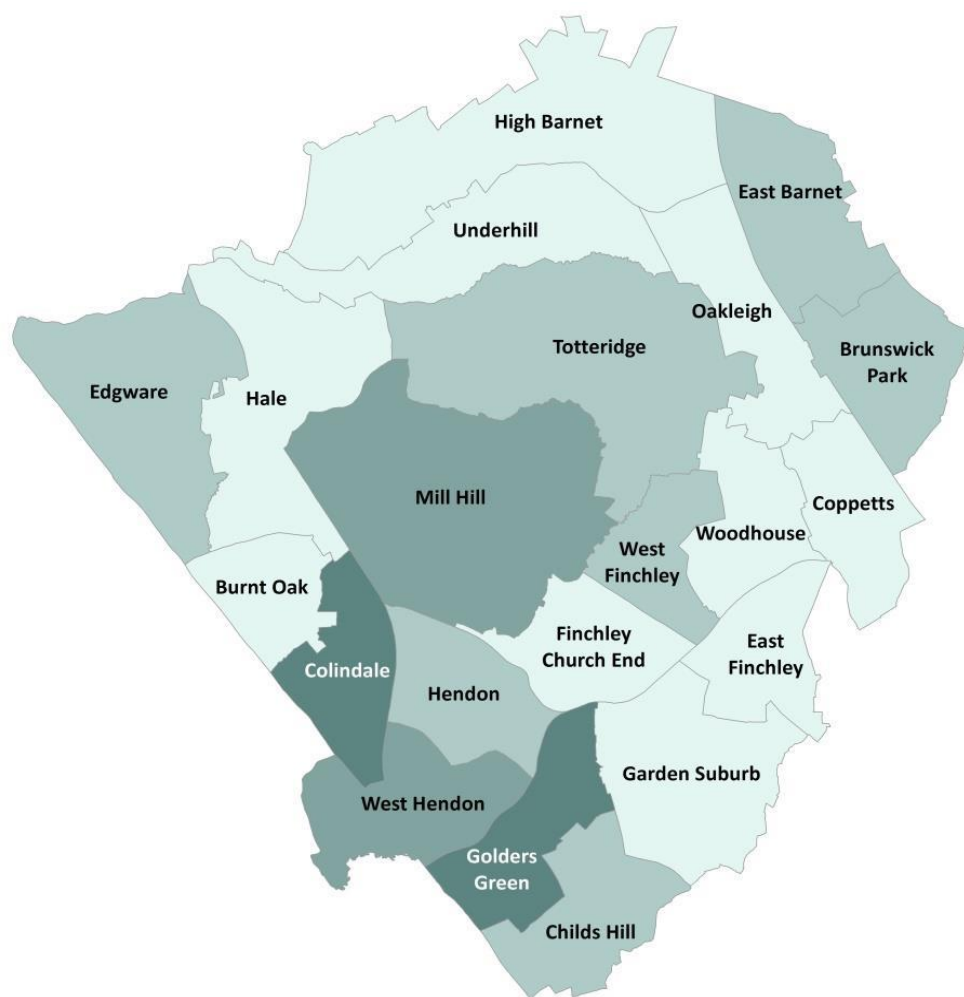 High Barnet
East Barnet
Underhill
Oakleigh
Totteridge
Brunswick
Park
Edgware
Hale
Mill Hill
Coppetts
Woodhouse
West
Finchley
Burnt Oak
Finchley
Church End
East
Finchley
Colindale
Hendon
Garden Suburb
West Hendon
Golders
Green
Childs Hill